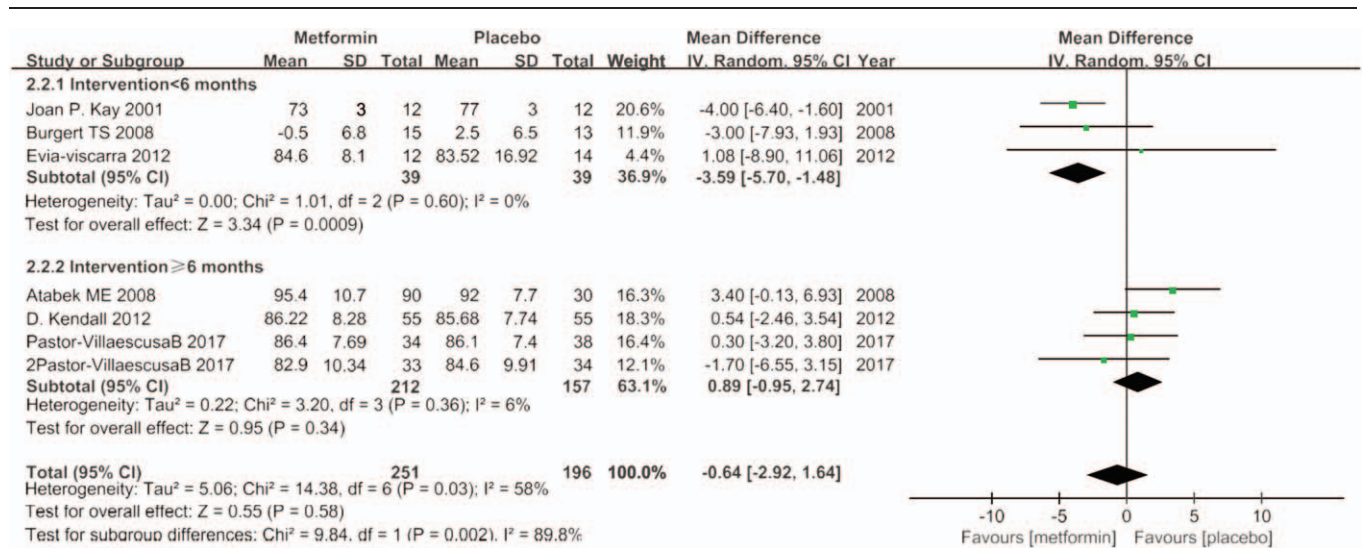 Metformin Placebo Mean Difference Mean Difference
Study or Subgroup Mean SD Total Mean SD Total Weight IV. Random. 95% CI Year IV. Random. 95% CI
2.2.1 Intervention<6 months
Joan P. Kay 2001 73 3 12 77 3 12 20.6% -4.00 [-6.40, -1.60] 2001
Burgert TS 2008 -0.5 6.8 15 2.5 6.5 13 11.9% -3.00 [-7.93, 1.93] 2008
Evia-viscarra 2012 84.6 8.1 12 83.52 16.92 14 4.4% 1.08 [-8.90, 11.06] 2012
Subtotal (95% CI) 39 39 36.9% -3.59 [-5.70, -1.48]
Heterogeneity: Tau² = 0.00; Chi² = 1.01, df = 2 (P = 0.60); I² = 0%
Test for overall effect: Z = 3.34 (P = 0.0009)
2.2.2 Intervention≥6 months
Atabek ME 2008 95.4 10.7 90 92 7.7 30 16.3% 3.40 [-0.13, 6.93] 2008
D. Kendall 2012 86.22 8.28 55 85.68 7.74 55 18.3% 0.54 [-2.46, 3.54] 2012
Pastor-VillaescusaB 2017 86.4 7.69 34 86.1 7.4 38 16.4% 0.30 [-3.20, 3.80] 2017
2Pastor-VillaescusaB 2017 82.9 10.34 33 84.6 9.91 34 12.1% -1.70 [-6.55, 3.15] 2017
Subtotal (95% CI) 212 157 63.1% 0.89 [-0.95, 2.74]
Heterogeneity: Tau² = 0.22; Chi² = 3.20, df = 3 (P = 0.36); I² = 6%
Test for overall effect: Z = 0.95 (P = 0.34)
Total (95% CI) 251 196 100.0% -0.64 [-2.92, 1.64]
Heterogeneity: Tau² = 5.06; Chi² = 14.38, df = 6 (P = 0.03); I² = 58%
Test for overall effect: Z = 0.55 (P = 0.58)
Test for subgroup differences: Chi² = 9.84, df = 1 (P = 0.002), I² = 89.8%
-10 -5 0 5 10
Favours [metformin] Favours [placebo]